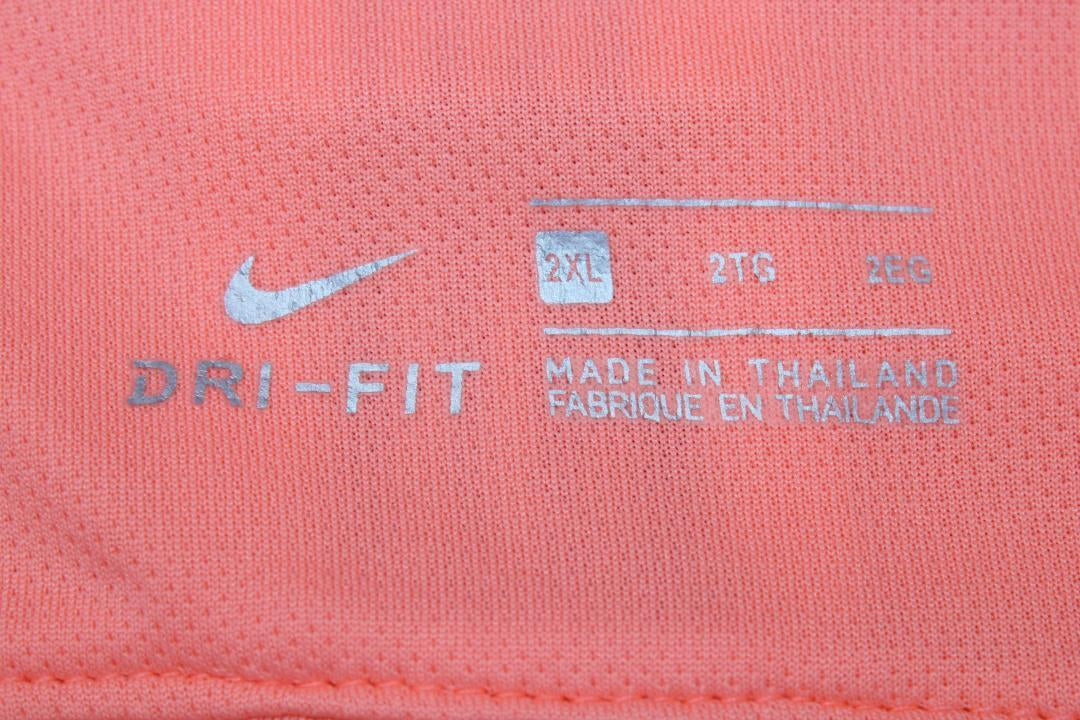 DRI-FIT
2XL 2TG 2EG
MADE IN THAILAND
FABRIQUE EN THAILANDE